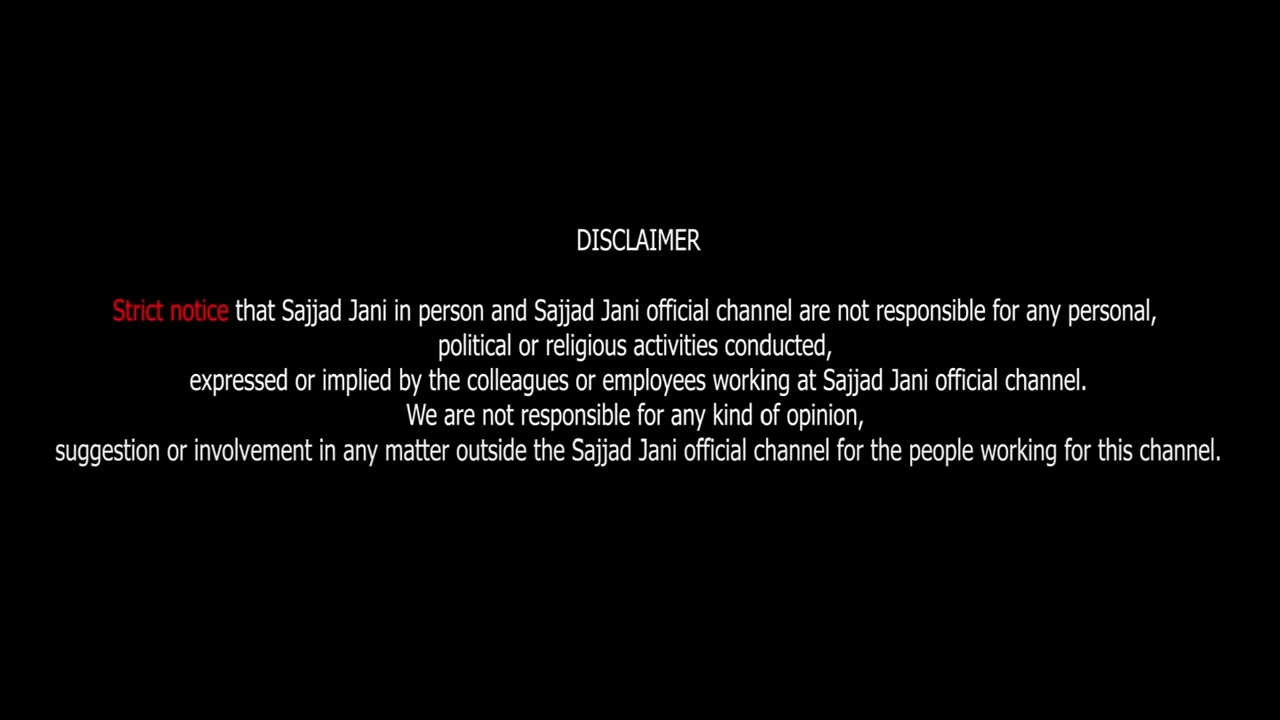 DISCLAIMER
Strict notice that Sajjad Jani in person and Sajjad Jani official channel are not responsible for any personal,
political or religious activities conducted,
expressed or implied by the colleagues or employees working at Sajjad Jani official channel.
We are not responsible for any kind of opinion,
suggestion or involvement in any matter outside the Sajjad Jani official channel for the people working for this channel.